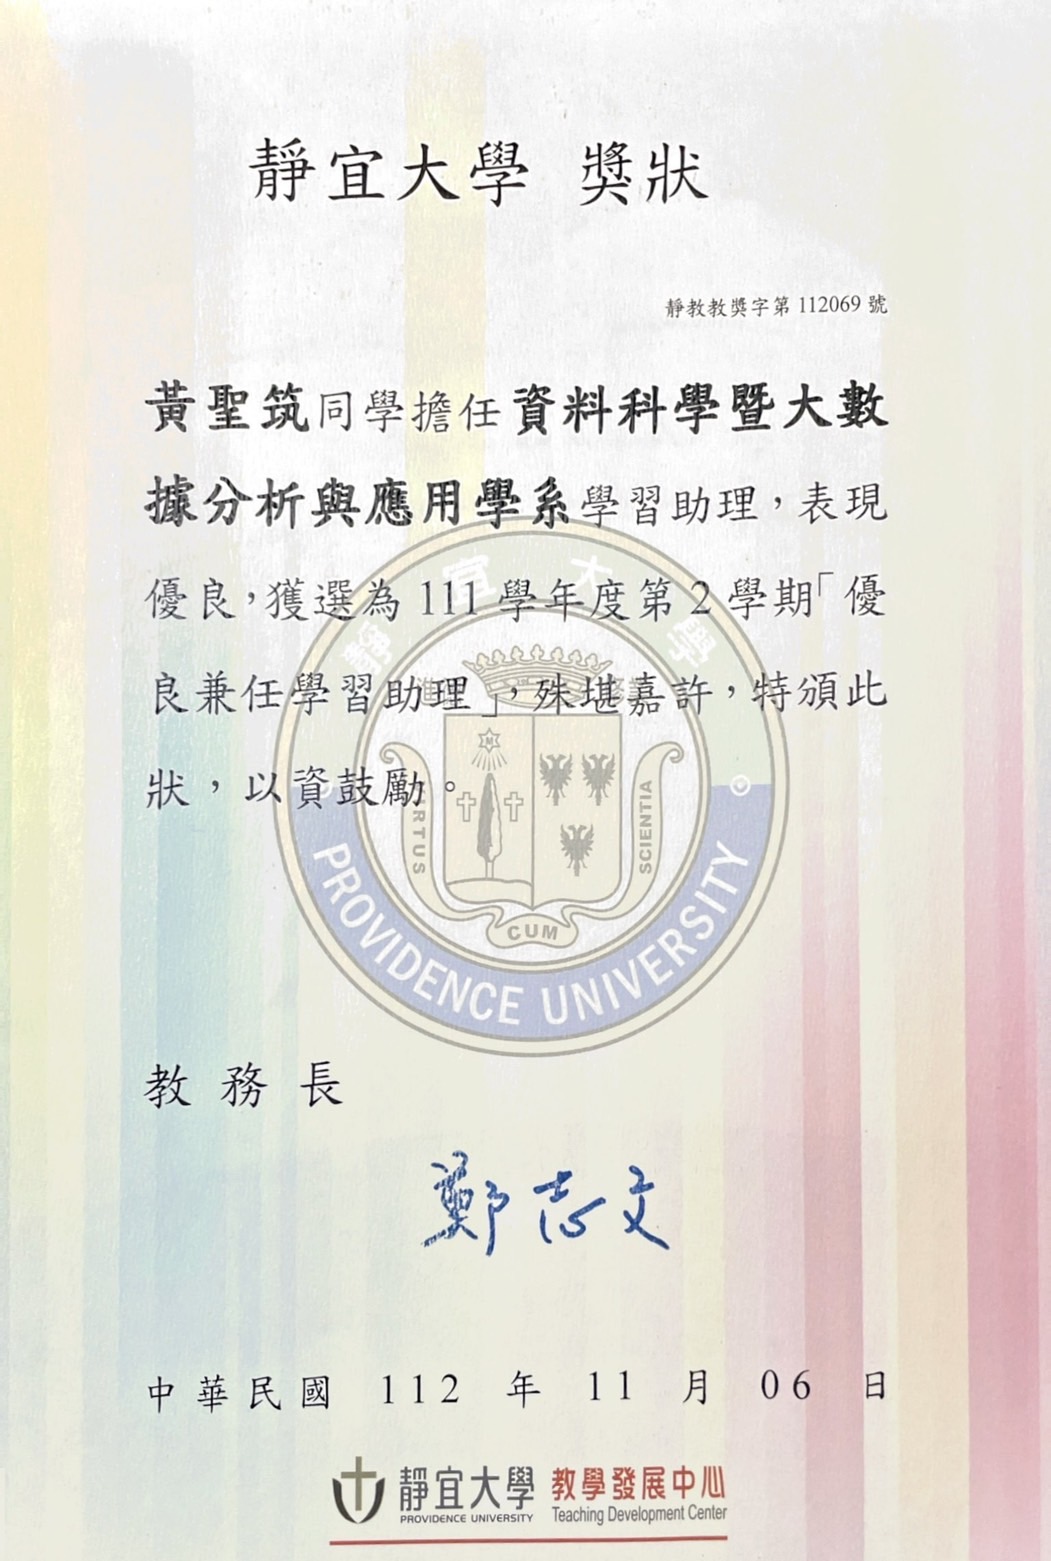 靜宜大學 獎狀
靜教教獎字第 112069 號
黃聖筑同學擔任資料科學暨大數
據分析與應用學系學習助理，表現
優良，獲選為 111 學年度第 2 學期「優
良兼任學習助理」，殊堪嘉許，特頒此
狀，以資鼓勵。
靜宜大學
VIRTUS
CUM
SCIENTIA
PROVIDENCE UNIVERSITY
教務長
鄭志文
中華民國 112 年 11 月 06 日
靜宜大學 教學發展中心
PROVIDENCE UNIVERSITY Teaching Development Center